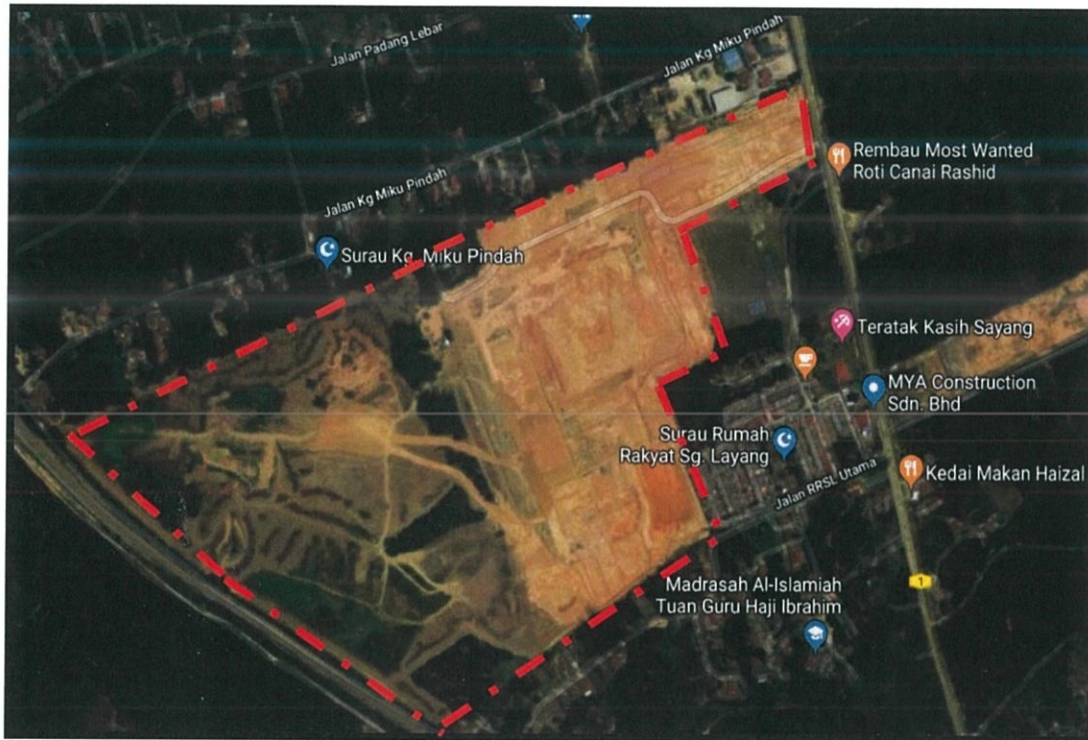 Jalan Padang Lebar
Jalan Kg Miku Pindah
Jalan Kg Miku Pindah
Rembau Most Wanted
Roti Canai Rashid
Surau Kg. Miku Pindah
Teratak Kasih Sayang
MYA Construction
Sdn. Bhd
Surau Rumah
Rakyat Sg. Layang
Kedai Makan Haizal
Jalan RRSL Utama
1
Madrasah Al-Islamiah
Tuan Guru Haji Ibrahim